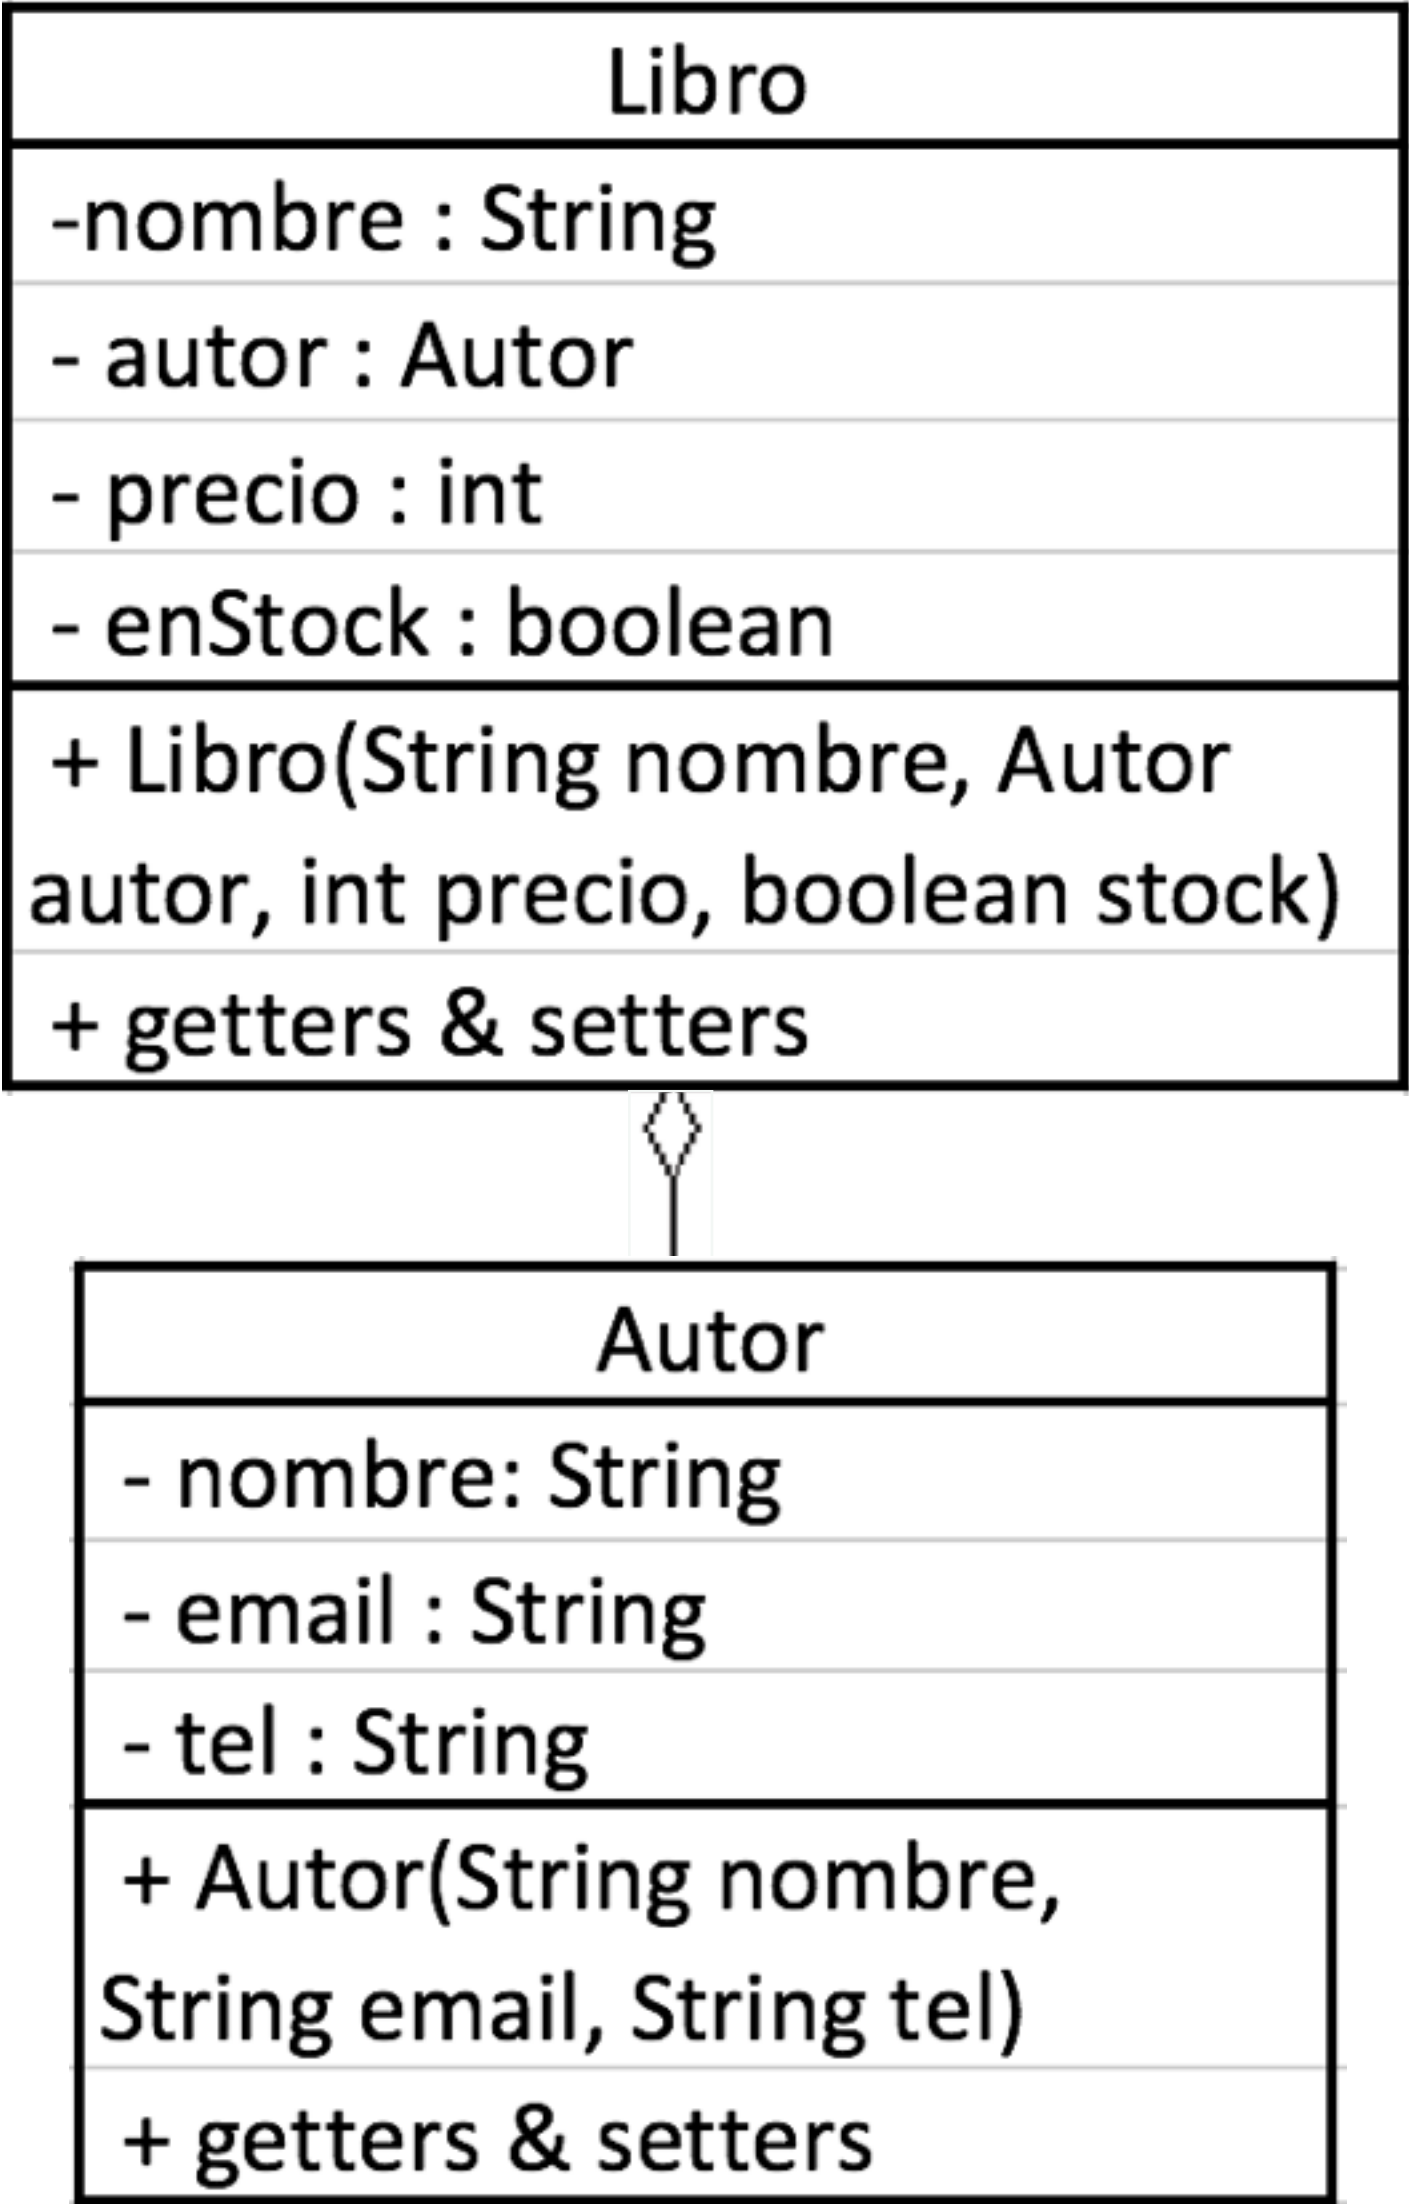 Libro
-nombre : String
- autor : Autor
- precio : int
- enStock : boolean
+ Libro(String nombre, Autor
autor, int precio, boolean stock)
+ getters & setters
Autor
- nombre: String
- email : String
- tel : String
+ Autor(String nombre,
String email, String tel)
+ getters & setters